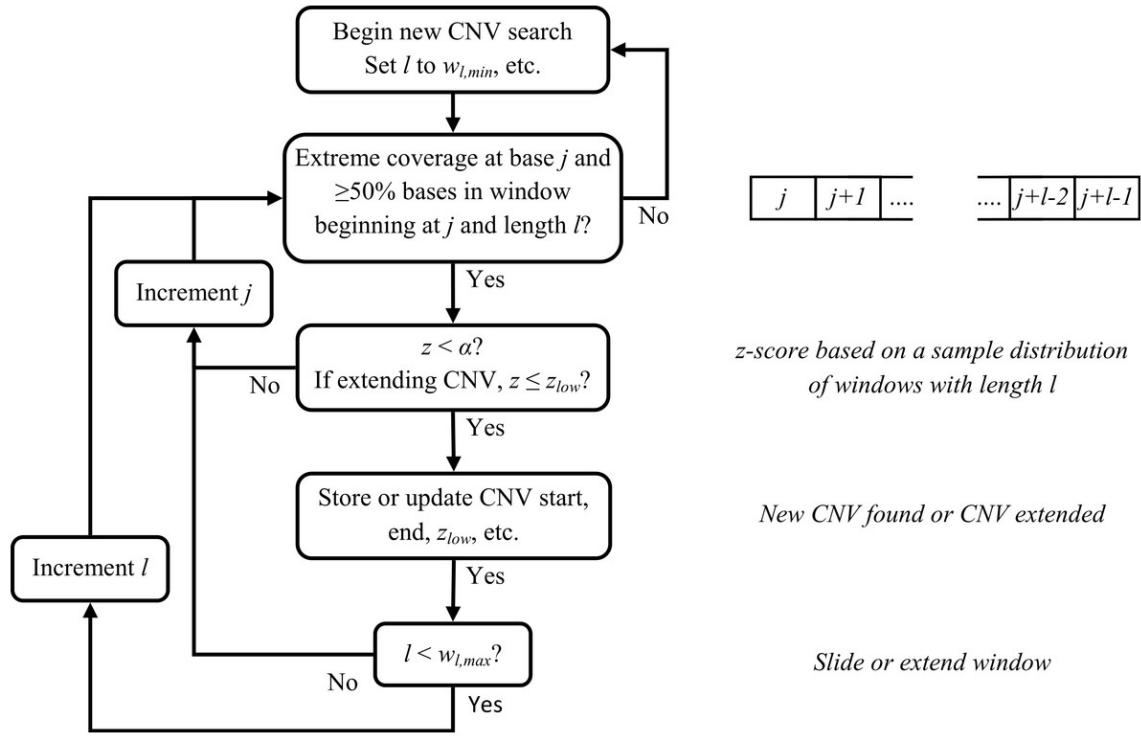 Begin new CNV search
Set l to wl,min, etc.
Extreme coverage at base j and
≥50% bases in window
beginning at j and length l?
No
j
j+1
....
....
j+l-2
j+l-1
Yes
Increment j
z < α?
If extending CNV, z ≤ zlow?
No
z-score based on a sample distribution
of windows with length l
Yes
Store or update CNV start,
end, zlow, etc.
New CNV found or CNV extended
Increment l
Yes
l < wl,max?
Slide or extend window
No
Yes